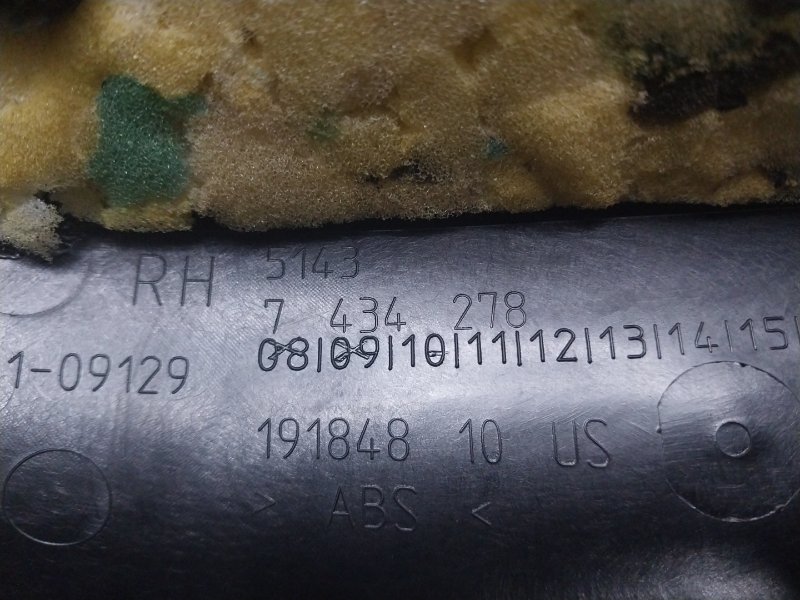 RH 5143
7 434 278
08|09|10|11|12|13|14|15|
1-09129
191848 10 US
> ABS <